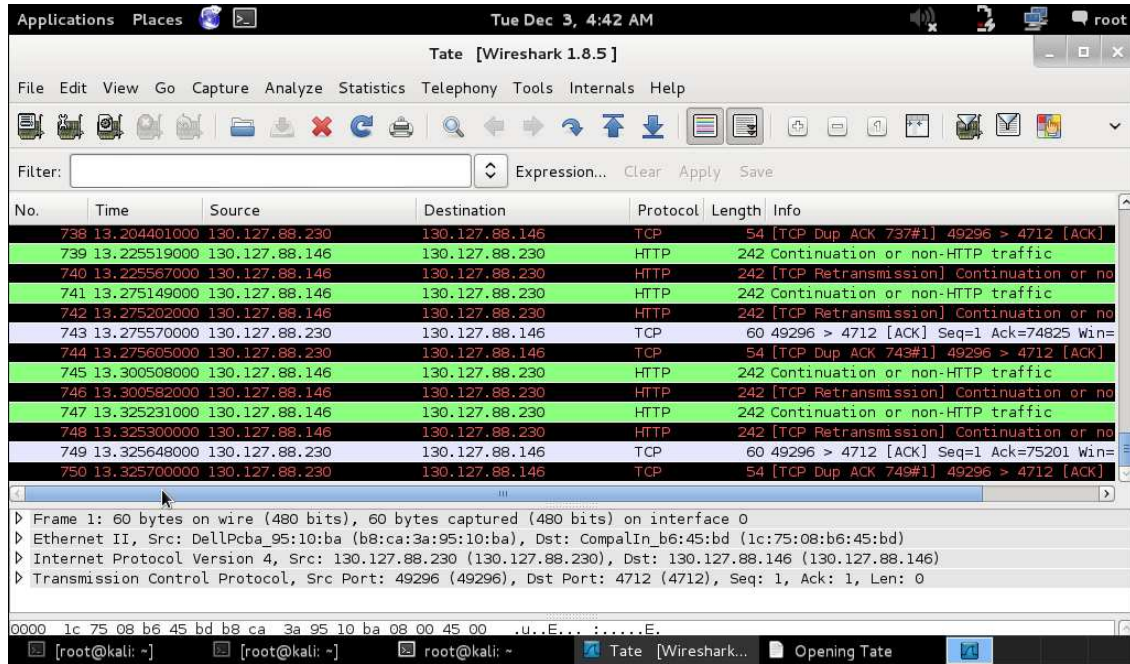 Applications Places Tue Dec 3, 4:42 AM root
Tate [Wireshark 1.8.5 ]
File Edit View Go Capture Analyze Statistics Telephony Tools Internals Help
Filter: Expression... Clear Apply Save
No. Time Source Destination Protocol Length Info
738 13.204401000 130.127.88.230 130.127.88.146 TCP 54 [TCP Dup ACK 737#1] 49296 > 4712 [ACK]
739 13.225519000 130.127.88.146 130.127.88.230 HTTP 242 Continuation or non-HTTP traffic
740 13.225567000 130.127.88.146 130.127.88.230 HTTP 242 [TCP Retransmission] Continuation or no
741 13.275149000 130.127.88.146 130.127.88.230 HTTP 242 Continuation or non-HTTP traffic
742 13.275202000 130.127.88.146 130.127.88.230 HTTP 242 [TCP Retransmission] Continuation or no
743 13.275570000 130.127.88.230 130.127.88.146 TCP 60 49296 > 4712 [ACK] Seq=1 Ack=74825 Win=
744 13.275605000 130.127.88.230 130.127.88.146 TCP 54 [TCP Dup ACK 743#1] 49296 > 4712 [ACK]
745 13.300508000 130.127.88.146 130.127.88.230 HTTP 242 Continuation or non-HTTP traffic
746 13.300582000 130.127.88.146 130.127.88.230 HTTP 242 [TCP Retransmission] Continuation or no
747 13.325231000 130.127.88.146 130.127.88.230 HTTP 242 Continuation or non-HTTP traffic
748 13.325300000 130.127.88.146 130.127.88.230 HTTP 242 [TCP Retransmission] Continuation or no
749 13.325648000 130.127.88.230 130.127.88.146 TCP 60 49296 > 4712 [ACK] Seq=1 Ack=75201 Win=
750 13.325700000 130.127.88.230 130.127.88.146 TCP 54 [TCP Dup ACK 749#1] 49296 > 4712 [ACK]
Frame 1: 60 bytes on wire (480 bits), 60 bytes captured (480 bits) on interface 0
Ethernet II, Src: DellPcba_95:10:ba (b8:ca:3a:95:10:ba), Dst: CompalIn_b6:45:bd (1c:75:08:b6:45:bd)
Internet Protocol Version 4, Src: 130.127.88.230 (130.127.88.230), Dst: 130.127.88.146 (130.127.88.146)
Transmission Control Protocol, Src Port: 49296 (49296), Dst Port: 4712 (4712), Seq: 1, Ack: 1, Len: 0
0000 1c 75 08 b6 45 bd b8 ca 3a 95 10 ba 08 00 45 00 .u..E... :.....E.
[root@kali: ~] [root@kali: ~] root@kali: ~ Tate [Wireshark... Opening Tate